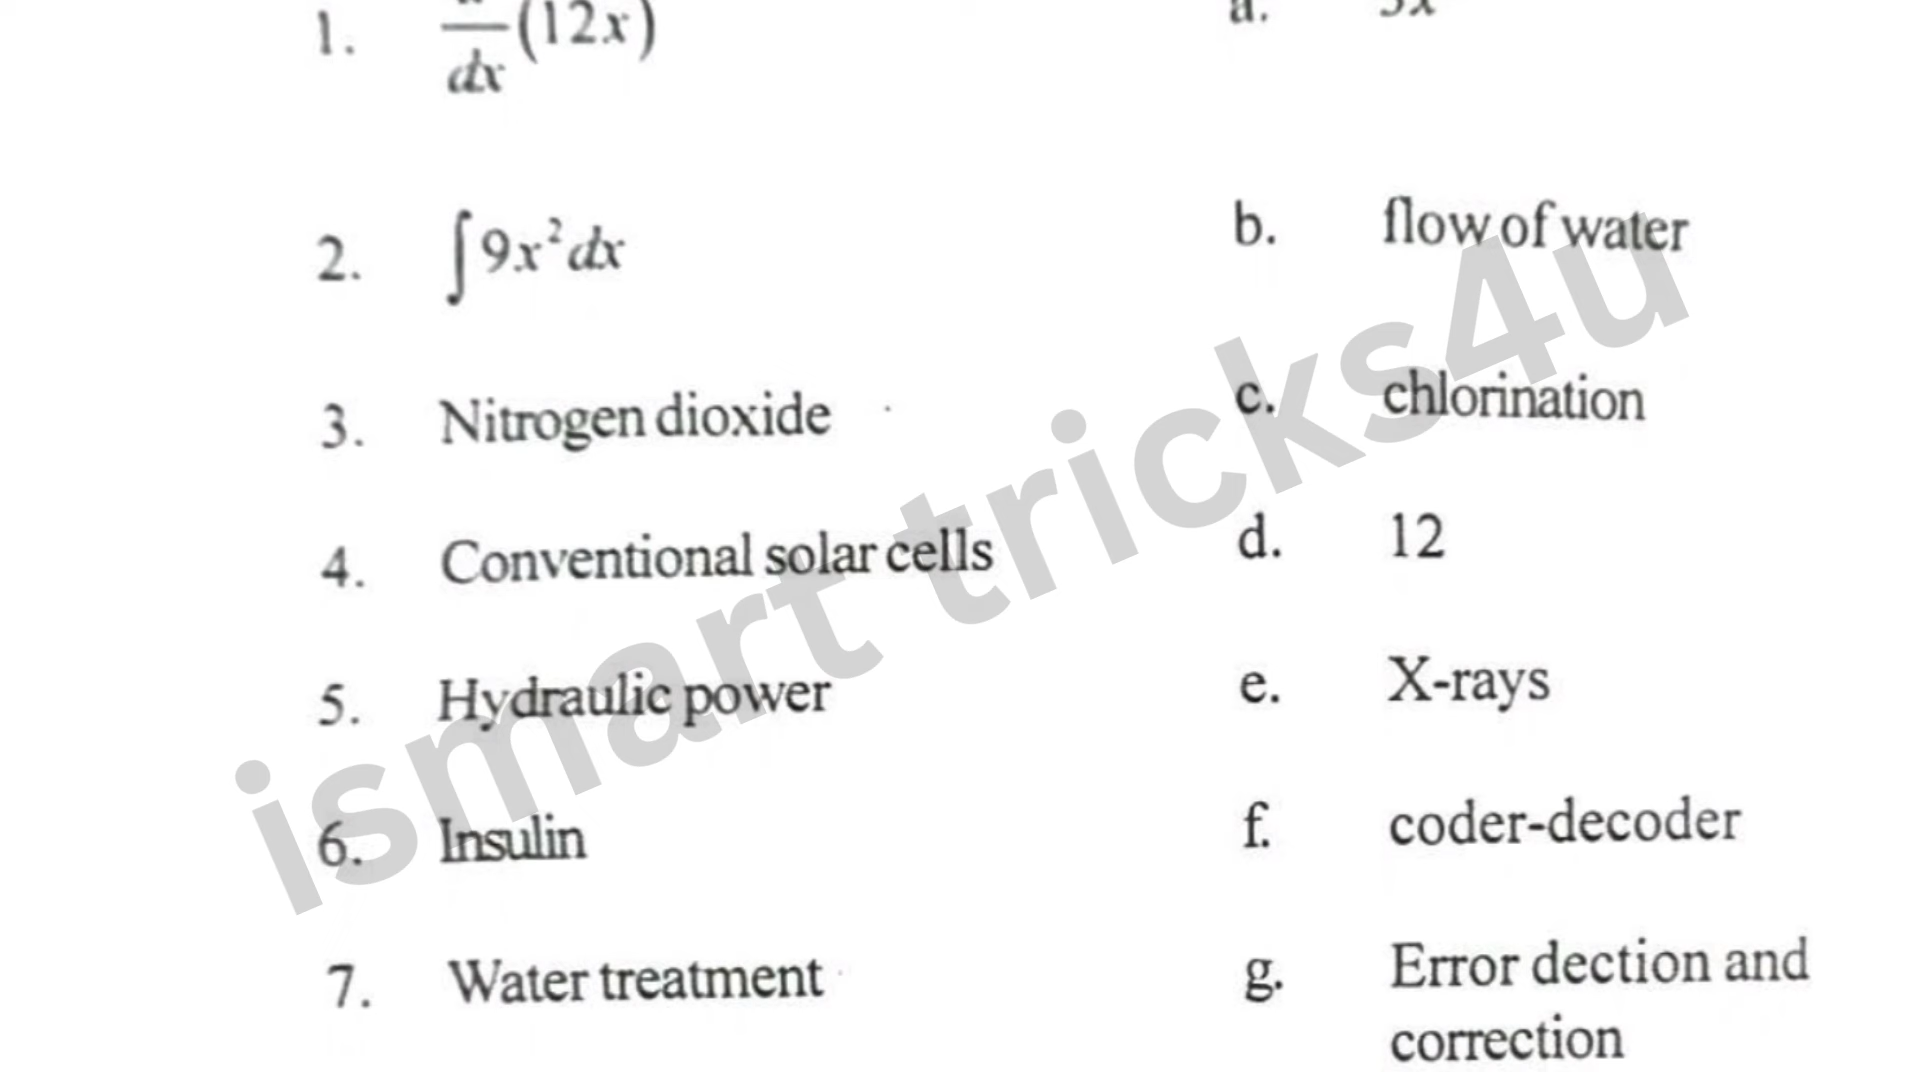 1. d/dx (12x) a. 3x
2. ∫9x²dx b. flow of water
3. Nitrogen dioxide c. chlorination
4. Conventional solar cells d. 12
5. Hydraulic power e. X-rays
6. Insulin f. coder-decoder
7. Water treatment g. Error dection and
correction
ismart tricks4u